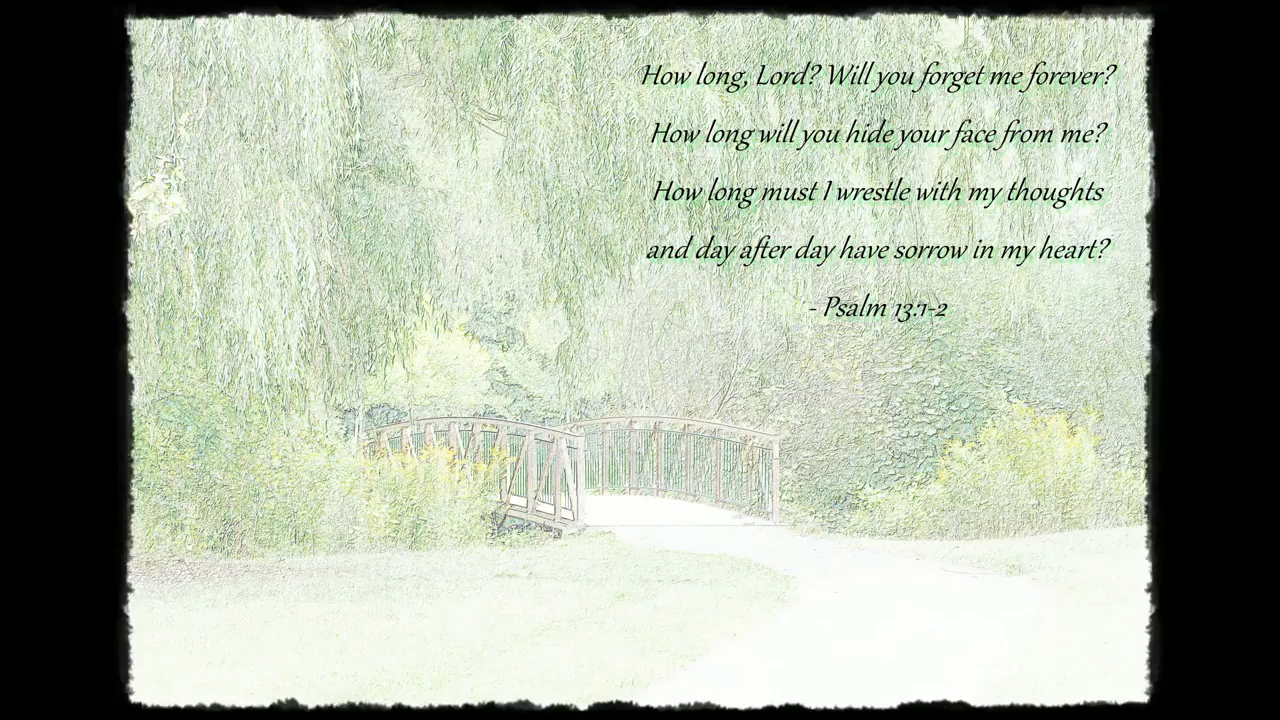 How long, Lord? Will you forget me forever?
How long will you hide your face from me?
How long must I wrestle with my thoughts
and day after day have sorrow in my heart?
- Psalm 13:1-2